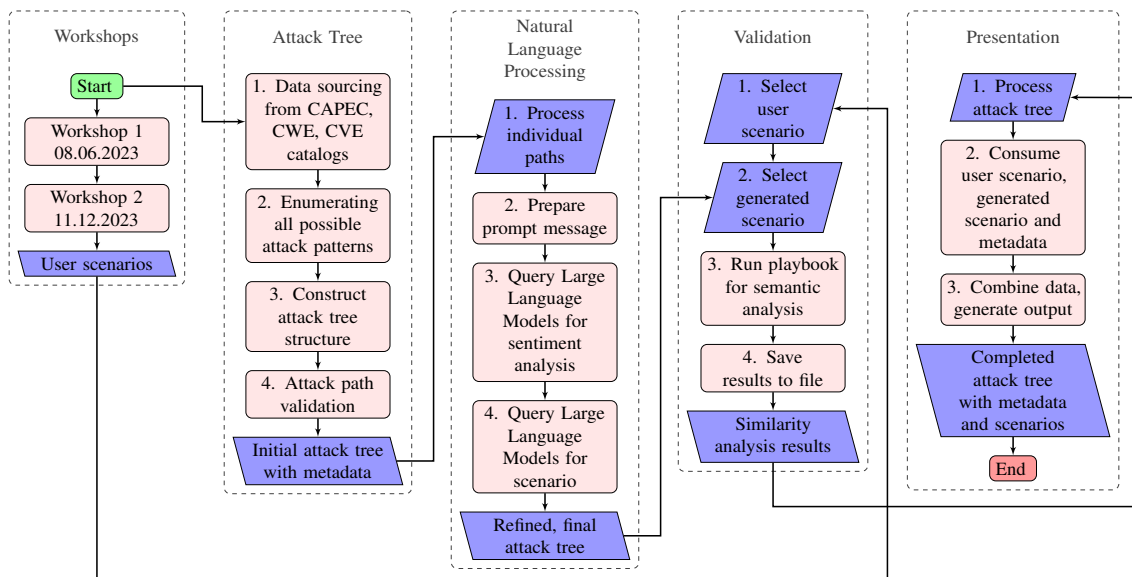 Workshops
Start
Workshop 1
08.06.2023
Workshop 2
11.12.2023
User scenarios
Attack Tree
1. Data sourcing
from CAPEC,
CWE, CVE
catalogs
2. Enumerating
all possible
attack patterns
3. Construct
attack tree
structure
4. Attack path
validation
Initial attack tree
with metadata
Natural
Language
Processing
1. Process
individual
paths
2. Prepare
prompt message
3. Query Large
Language
Models for
sentiment
analysis
4. Query Large
Language
Models for
scenario
Refined, final
attack tree
Validation
1. Select
user
scenario
2. Select
generated
scenario
3. Run playbook
for semantic
analysis
4. Save
results to file
Similarity
analysis results
Presentation
1. Process
attack tree
2. Consume
user scenario,
generated
scenario and
metadata
3. Combine data,
generate output
Completed
attack tree
with metadata
and scenarios
End